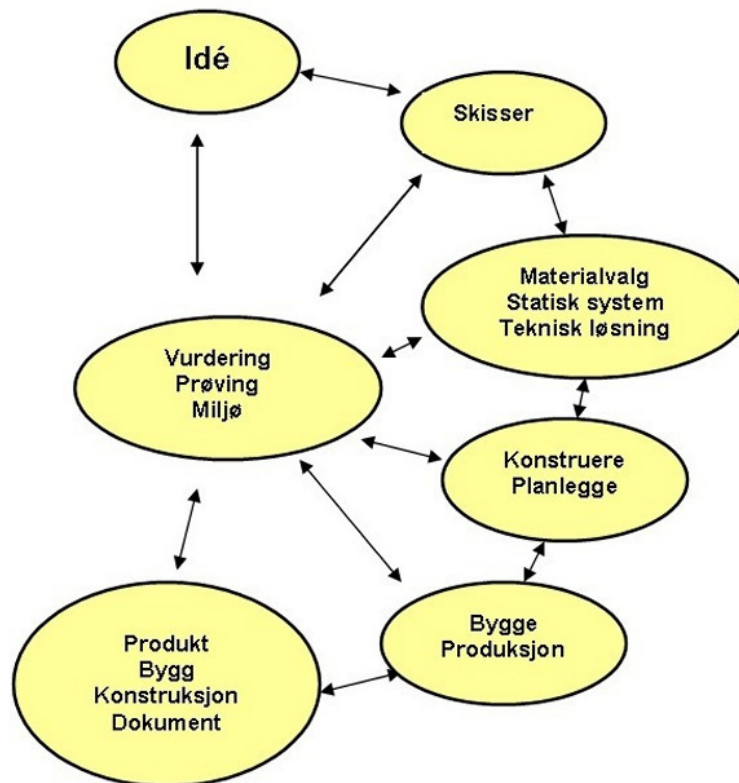 Idé
Skisser
Materialvalg
Statisk system
Teknisk løsning
Vurdering
Prøving
Miljø
Konstruere
Planlegge
Bygge
Produksjon
Produkt
Bygg
Konstruksjon
Dokument